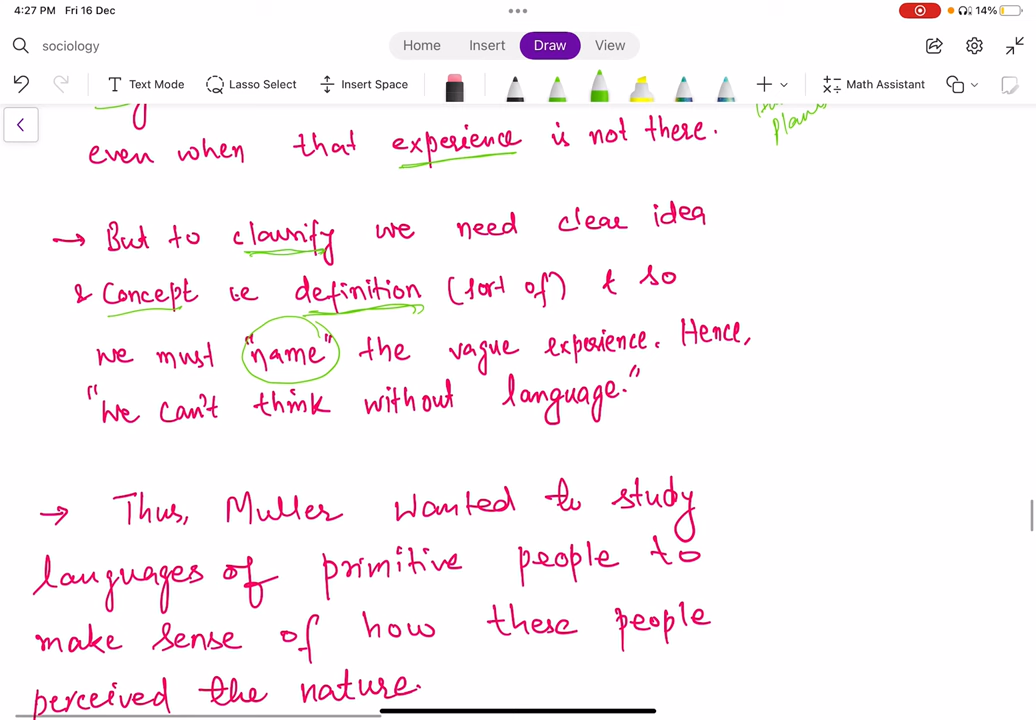 4:27 PM Fri 16 Dec
14%
sociology
Home Insert Draw View
Text Mode Lasso Select Insert Space Math Assistant
even when that experience is not there.
→ But to classify we need clear idea
& Concept ie definition (sort of) & so
we must "name" the vague experience. Hence,
"We can't think without language."
→ Thus, Muller wanted to study
languages of primitive people to
make sense of how these people
perceived the nature.